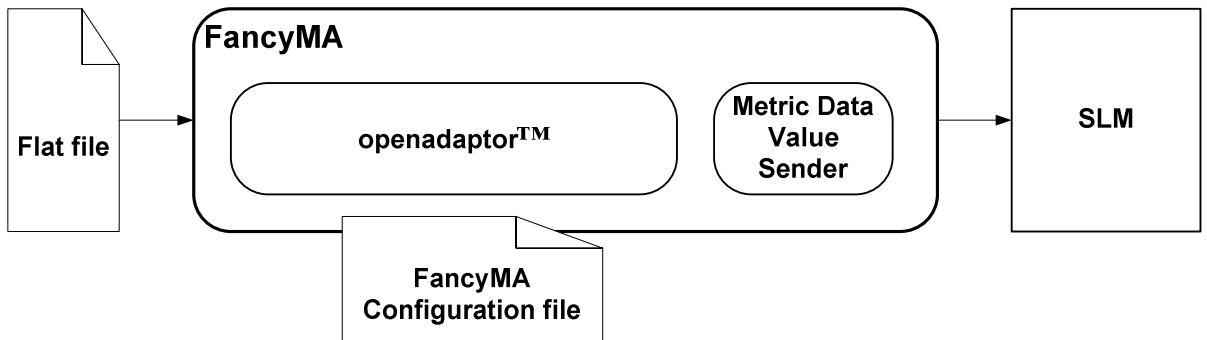 FancyMA
Flat file
openadaptor™
Metric Data
Value
Sender
SLM
FancyMA
Configuration file